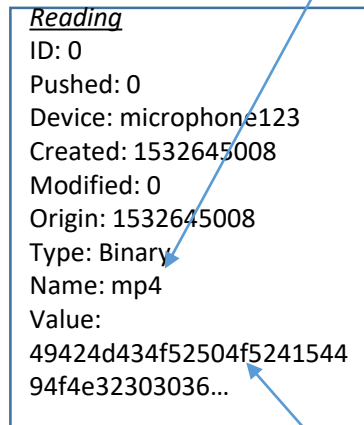 Reading
ID: 0
Pushed: 0
Device: microphone123
Created: 1532645008
Modified: 0
Origin: 1532645008
Type: Binary
Name: mp4
Value:
49424d434f52504f5241544
94f4e32303036…